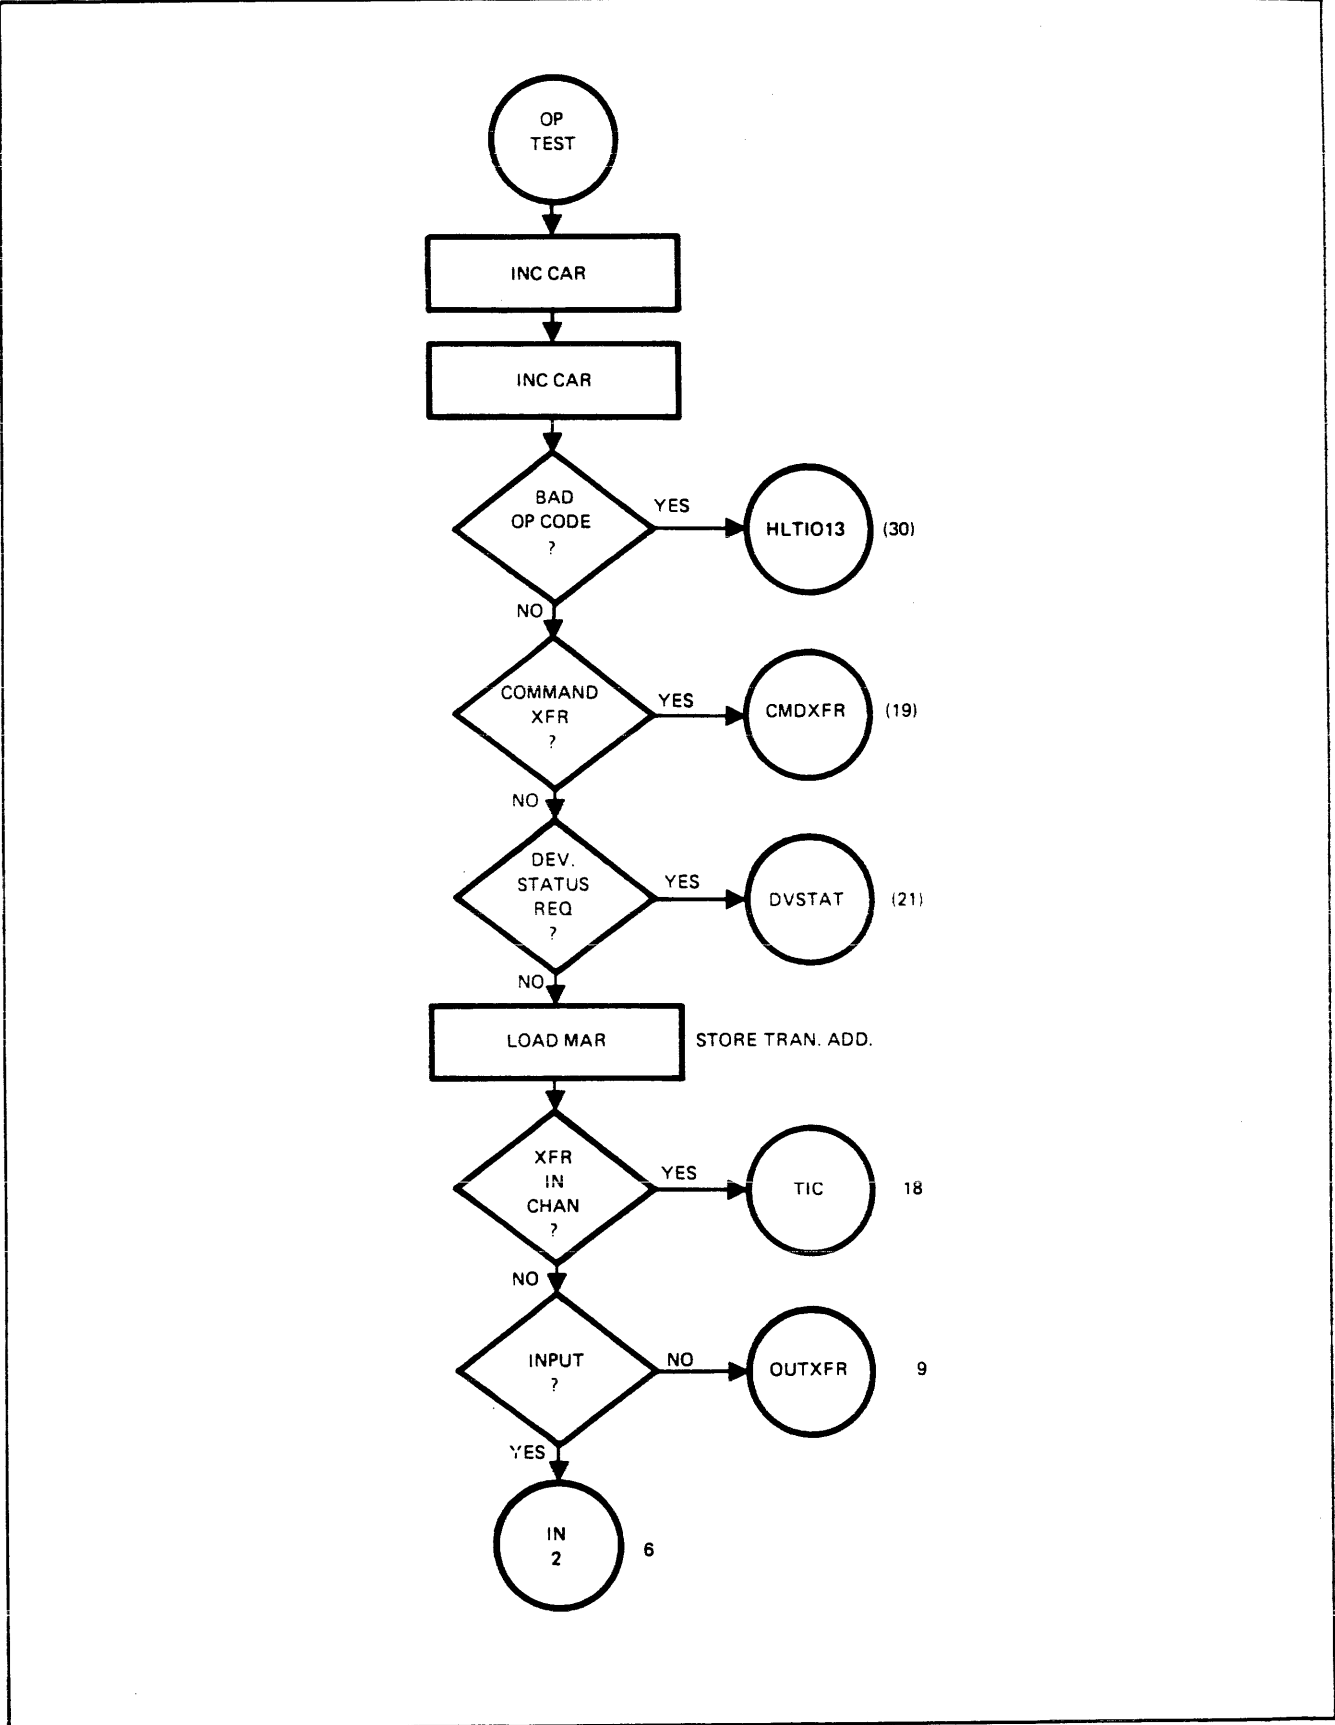 OP
TEST
INC CAR
INC CAR
BAD
OP CODE
?
YES
HLTIO13
(30)
NO
COMMAND
XFR
?
YES
CMDXFR
(19)
NO
DEV.
STATUS
REQ
?
YES
DVSTAT
(21)
NO
LOAD MAR
STORE TRAN. ADD.
XFR
IN
CHAN
?
YES
TIC
18
NO
INPUT
?
NO
OUTXFR
9
YES
IN
2
6